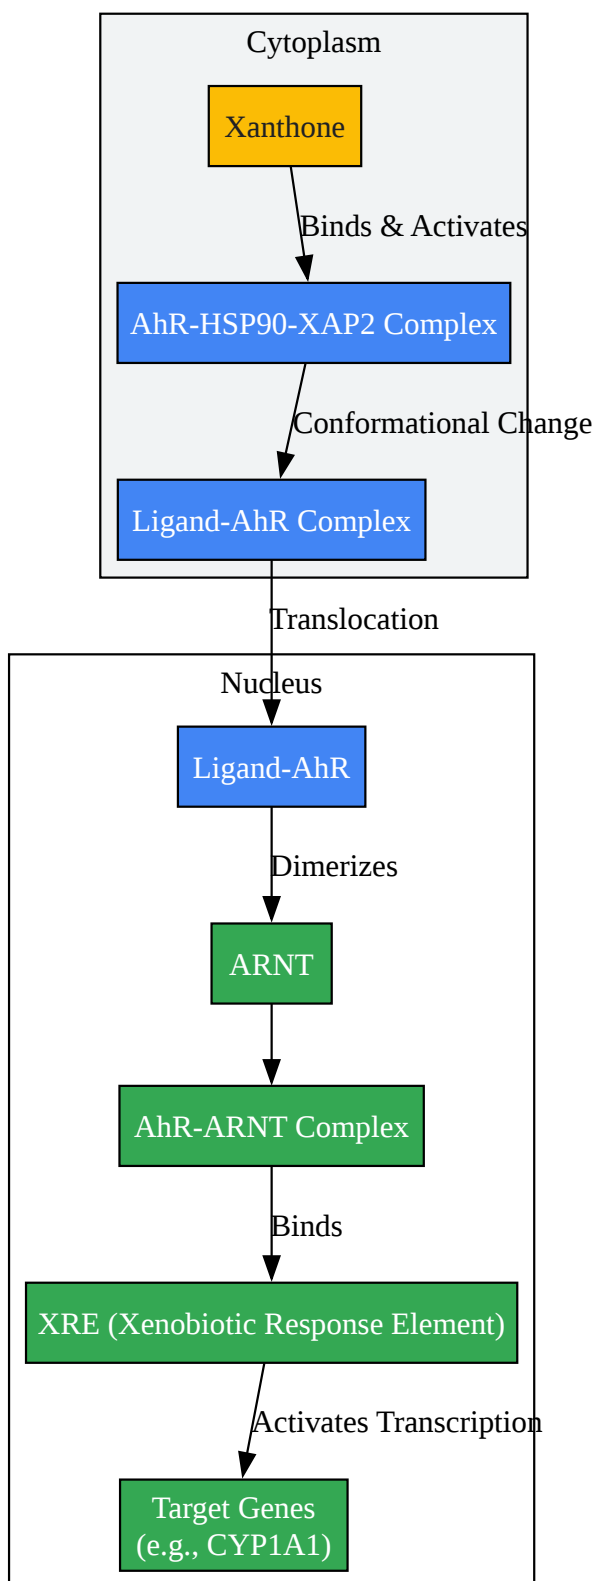 Cytoplasm
Xanthone
Binds & Activates
AhR-HSP90-XAP2 Complex
Conformational Change
Ligand-AhR Complex
Translocation
Nucleus
Ligand-AhR
Dimerizes
ARNT
AhR-ARNT Complex
Binds
XRE (Xenobiotic Response Element)
Activates Transcription
Target Genes
(e.g., CYP1A1)